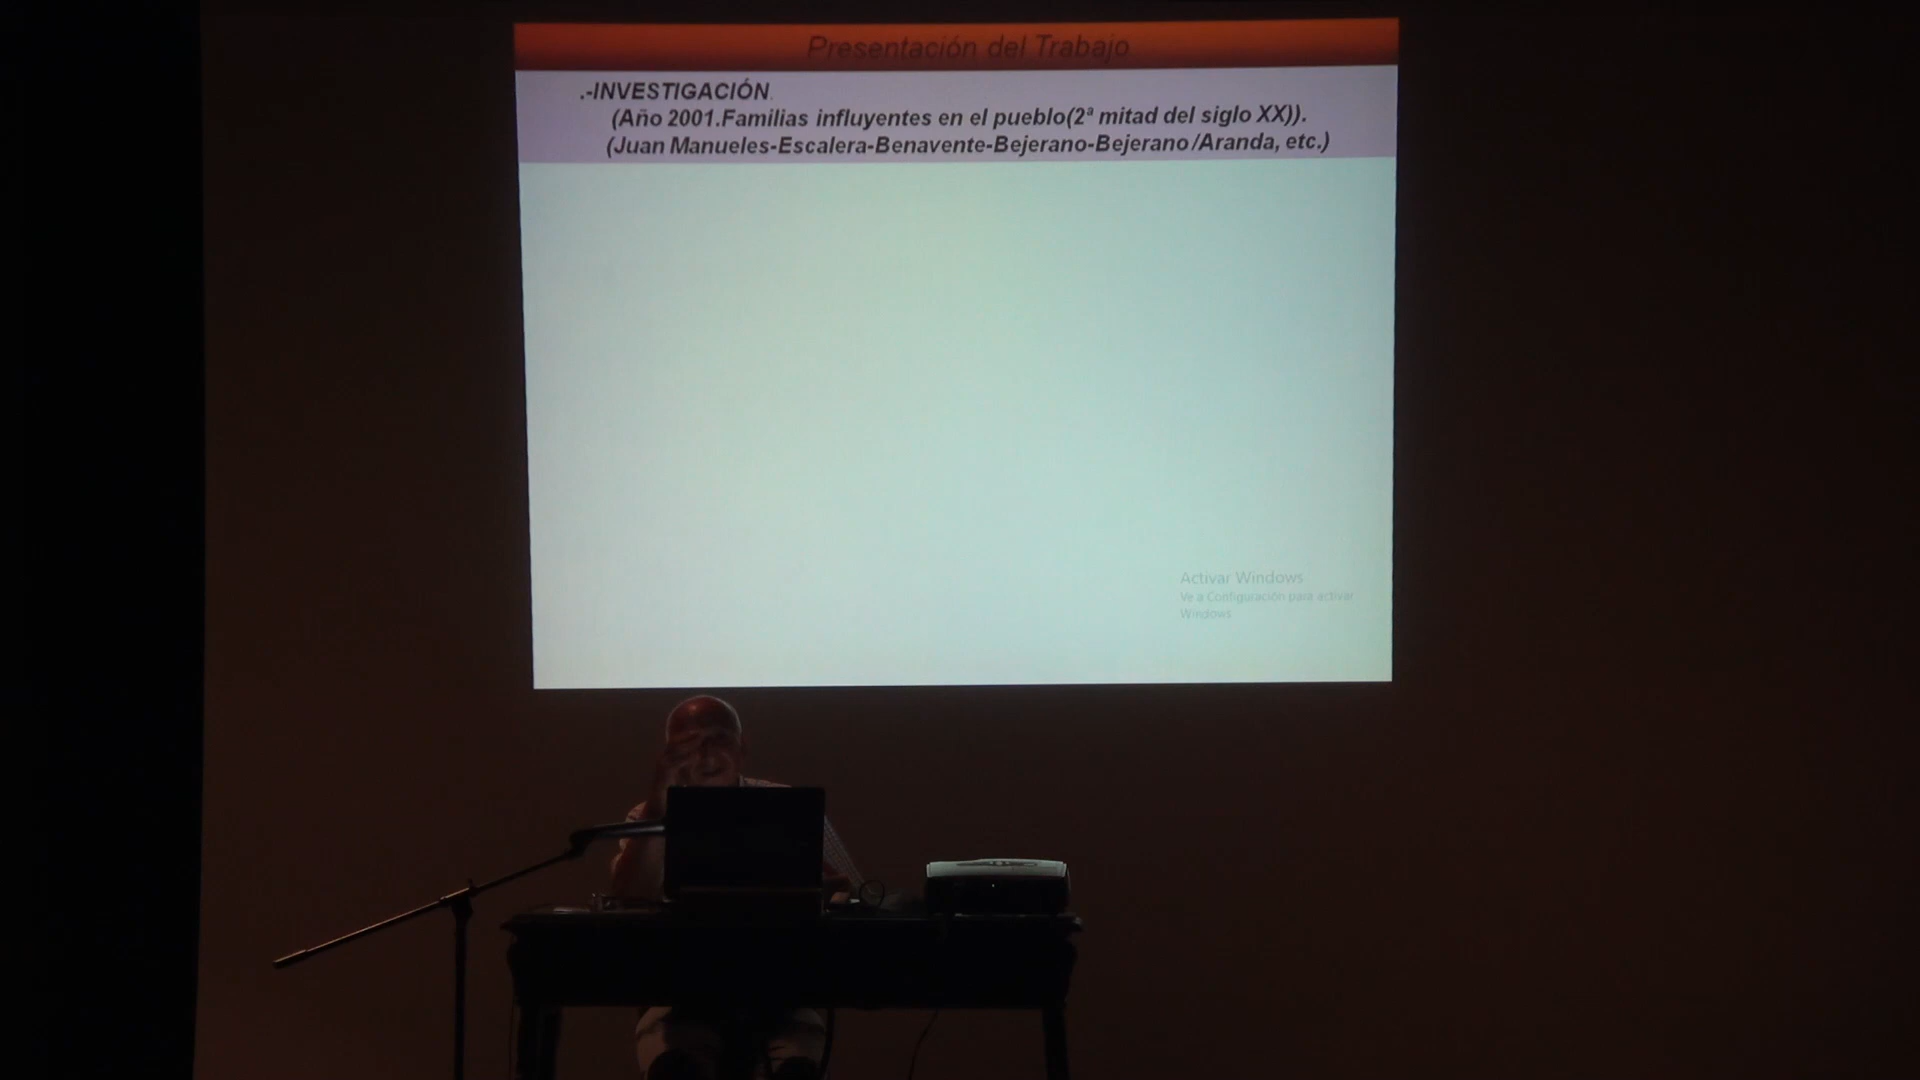 Presentación del Trabajo
.-INVESTIGACIÓN.
(Año 2001.Familias influyentes en el pueblo(2ª mitad del siglo XX)).
(Juan Manueles-Escalera-Benavente-Bejerano-Bejerano/Aranda, etc.)
Activar Windows
Ve a Configuración para activar
Windows